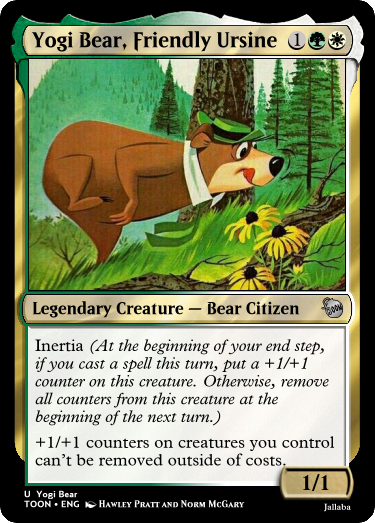 Yogi Bear, Friendly Ursine 1
Legendary Creature — Bear Citizen
BOOM
Inertia (At the beginning of your end step,
if you cast a spell this turn, put a +1/+1
counter on this creature. Otherwise, remove
all counters from this creature at the
beginning of the next turn.)
+1/+1 counters on creatures you control
can't be removed outside of costs.
1/1
U Yogi Bear
TOON • ENG Hawley Pratt and Norm McGary
Jallaba